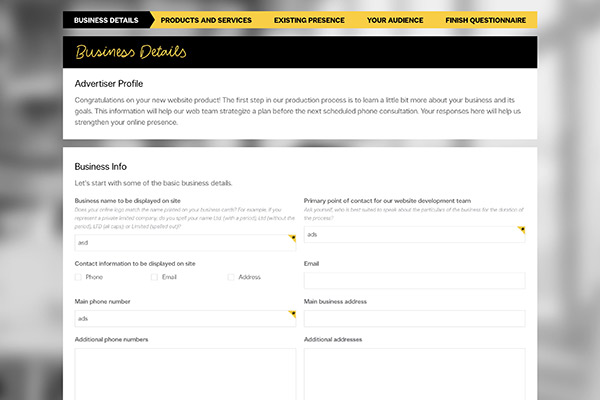 BUSINESS DETAILS PRODUCTS AND SERVICES EXISTING PRESENCE YOUR AUDIENCE FINISH QUESTIONNAIRE
Business Details
Advertiser Profile
Congratulations on your new website product! The first step in our production process is to learn a little bit more about your business and its
goals. This information will help our web team strategize a plan before the next scheduled phone consultation. Your responses here will help us
strengthen your online presence.
Business Info
Let's start with some of the basic business details.
Business name to be displayed on site
Does your online sign match the name posted on your business cards? For example: if you
represent a private limited company, do you spell your name Ltd (with a period), Ltd (without the
period), LTD (all caps) or Limited (spelled out)?
asd
Primary point of contact for our website development team
Ask yourself, who is best suited to speak about the particulars of the business for the duration of
the process?
ads
Contact information to be displayed on site
Phone Email Address
Email
Main phone number
ads
Main business address
Additional phone numbers
Additional addresses